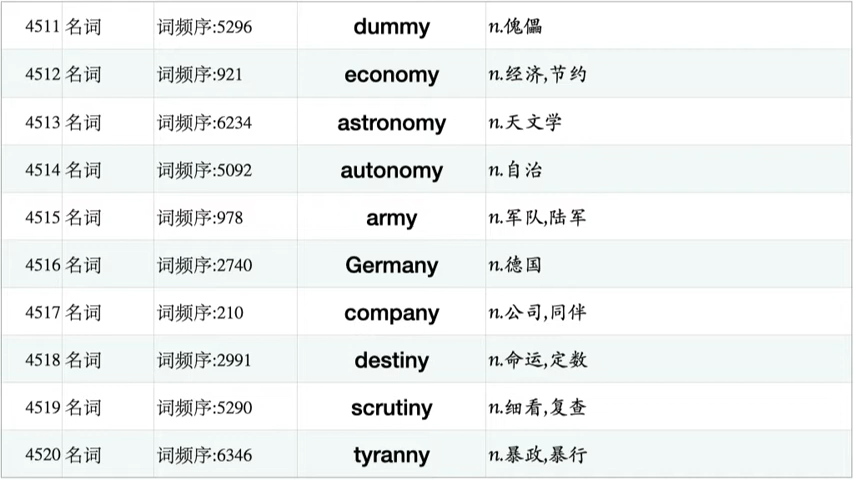 4511 名词 词频序:5296 dummy n.傀儡
4512 名词 词频序:921 economy n.经济,节约
4513 名词 词频序:6234 astronomy n.天文学
4514 名词 词频序:5092 autonomy n.自治
4515 名词 词频序:978 army n.军队,陆军
4516 名词 词频序:2740 Germany n.德国
4517 名词 词频序:210 company n.公司,同伴
4518 名词 词频序:2991 destiny n.命运,定数
4519 名词 词频序:5290 scrutiny n.细看,复查
4520 名词 词频序:6346 tyranny n.暴政,暴行